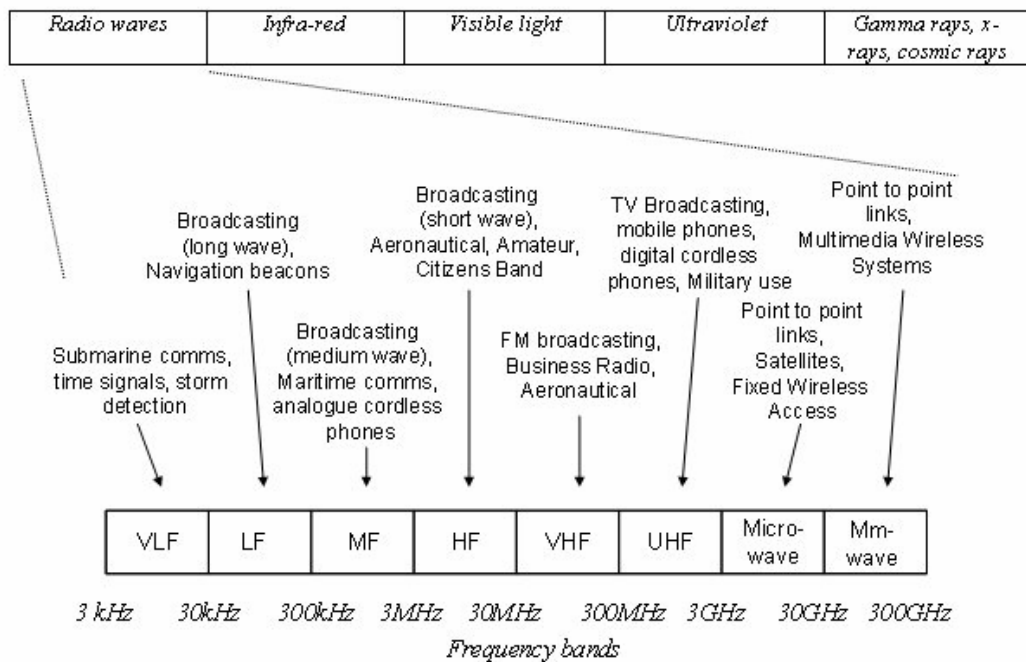 Radio waves
Infra-red
Visible light
Ultraviolet
Gamma rays, x-
rays, cosmic rays
Submarine comms,
time signals, storm
detection
Broadcasting
(long wave),
Navigation beacons
Broadcasting
(medium wave),
Maritime comms,
analogue cordless
phones
Broadcasting
(short wave),
Aeronautical, Amateur,
Citizens Band
FM broadcasting,
Business Radio,
Aeronautical
TV Broadcasting,
mobile phones,
digital cordless
phones, Military use
Point to point
links,
Satellites,
Fixed Wireless
Access
Point to point
links,
Multimedia Wireless
Systems
VLF
LF
MF
HF
VHF
UHF
Micro-
wave
Mm-
wave
3 kHz 30kHz 300kHz 3MHz 30MHz 300MHz 3GHz 30GHz 300GHz
Frequency bands